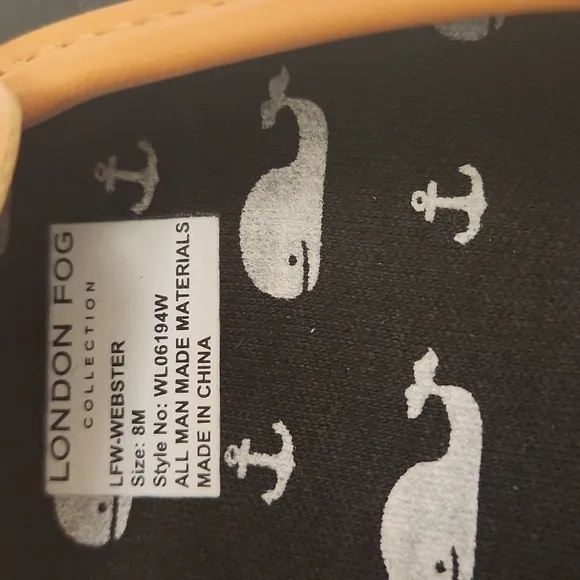 LONDON FOG
COLLECTION
LFW-WEBSTER
Size: 8M
Style No: WL06194W
ALL MAN MADE MATERIALS
MADE IN CHINA